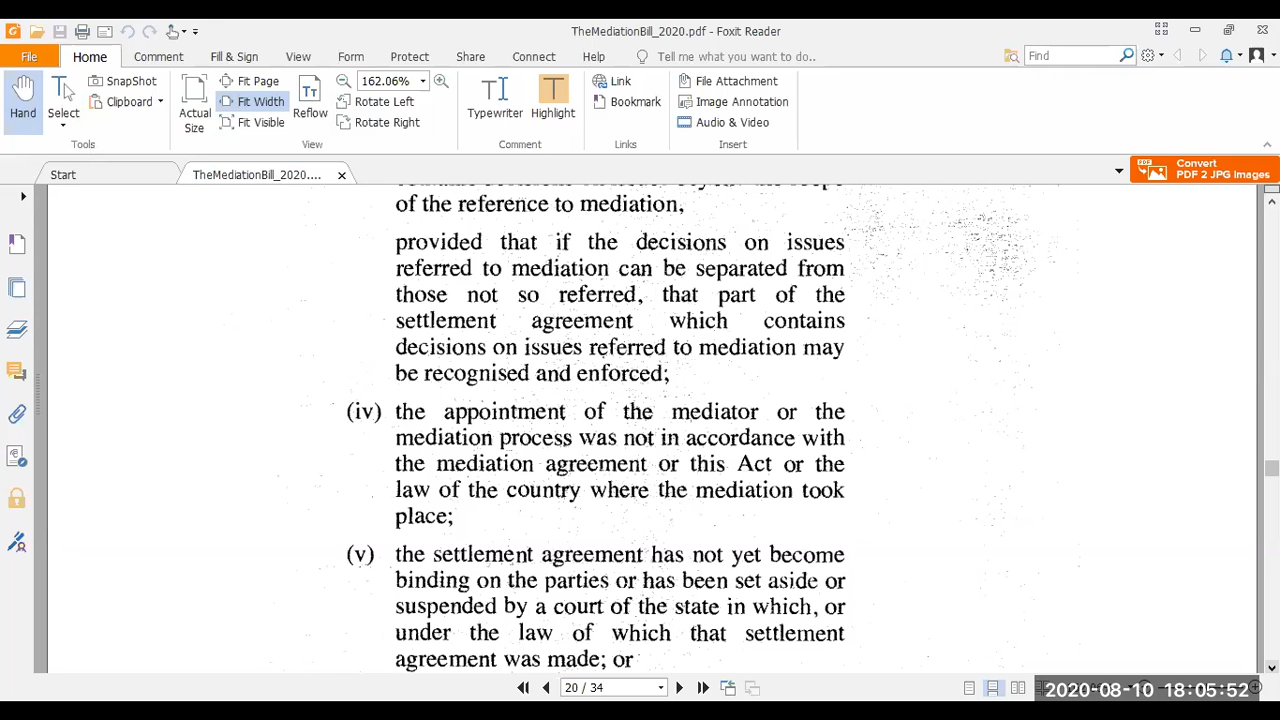 TheMediationBill_2020.pdf - Foxit Reader
File Home Comment Fill & Sign View Form Protect Share Connect Help Tell me what you want to do.. Find
Hand
Select
SnapShot
Clipboard
Tools
Actual Size
Fit Page
Fit Width
Fit Visible
Reflow
162.06%
Rotate Left
Rotate Right
View
Typewriter
Highlight
Comment
Link
Bookmark
Links
File Attachment
Image Annotation
Audio & Video
Insert
Start
TheMediationBill_2020....
Convert
PDF 2 JPG Images
of the reference to mediation,
provided that if the decisions on issues
referred to mediation can be separated from
those not so referred, that part of the
settlement agreement which contains
decisions on issues referred to mediation may
be recognised and enforced;
(iv) the appointment of the mediator or the
mediation process was not in accordance with
the mediation agreement or this Act or the
law of the country where the mediation took
place;
(v) the settlement agreement has not yet become
binding on the parties or has been set aside or
suspended by a court of the state in which, or
under the law of which that settlement
agreement was made; or
20 / 34
2020-08-10 18:05:52